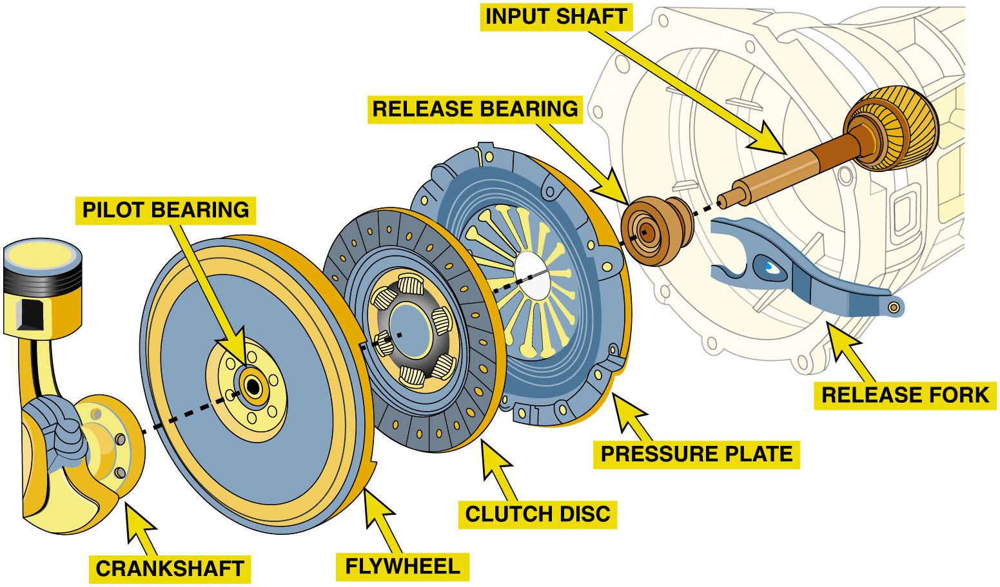 INPUT SHAFT
RELEASE BEARING
PILOT BEARING
RELEASE FORK
PRESSURE PLATE
CLUTCH DISC
FLYWHEEL
CRANKSHAFT